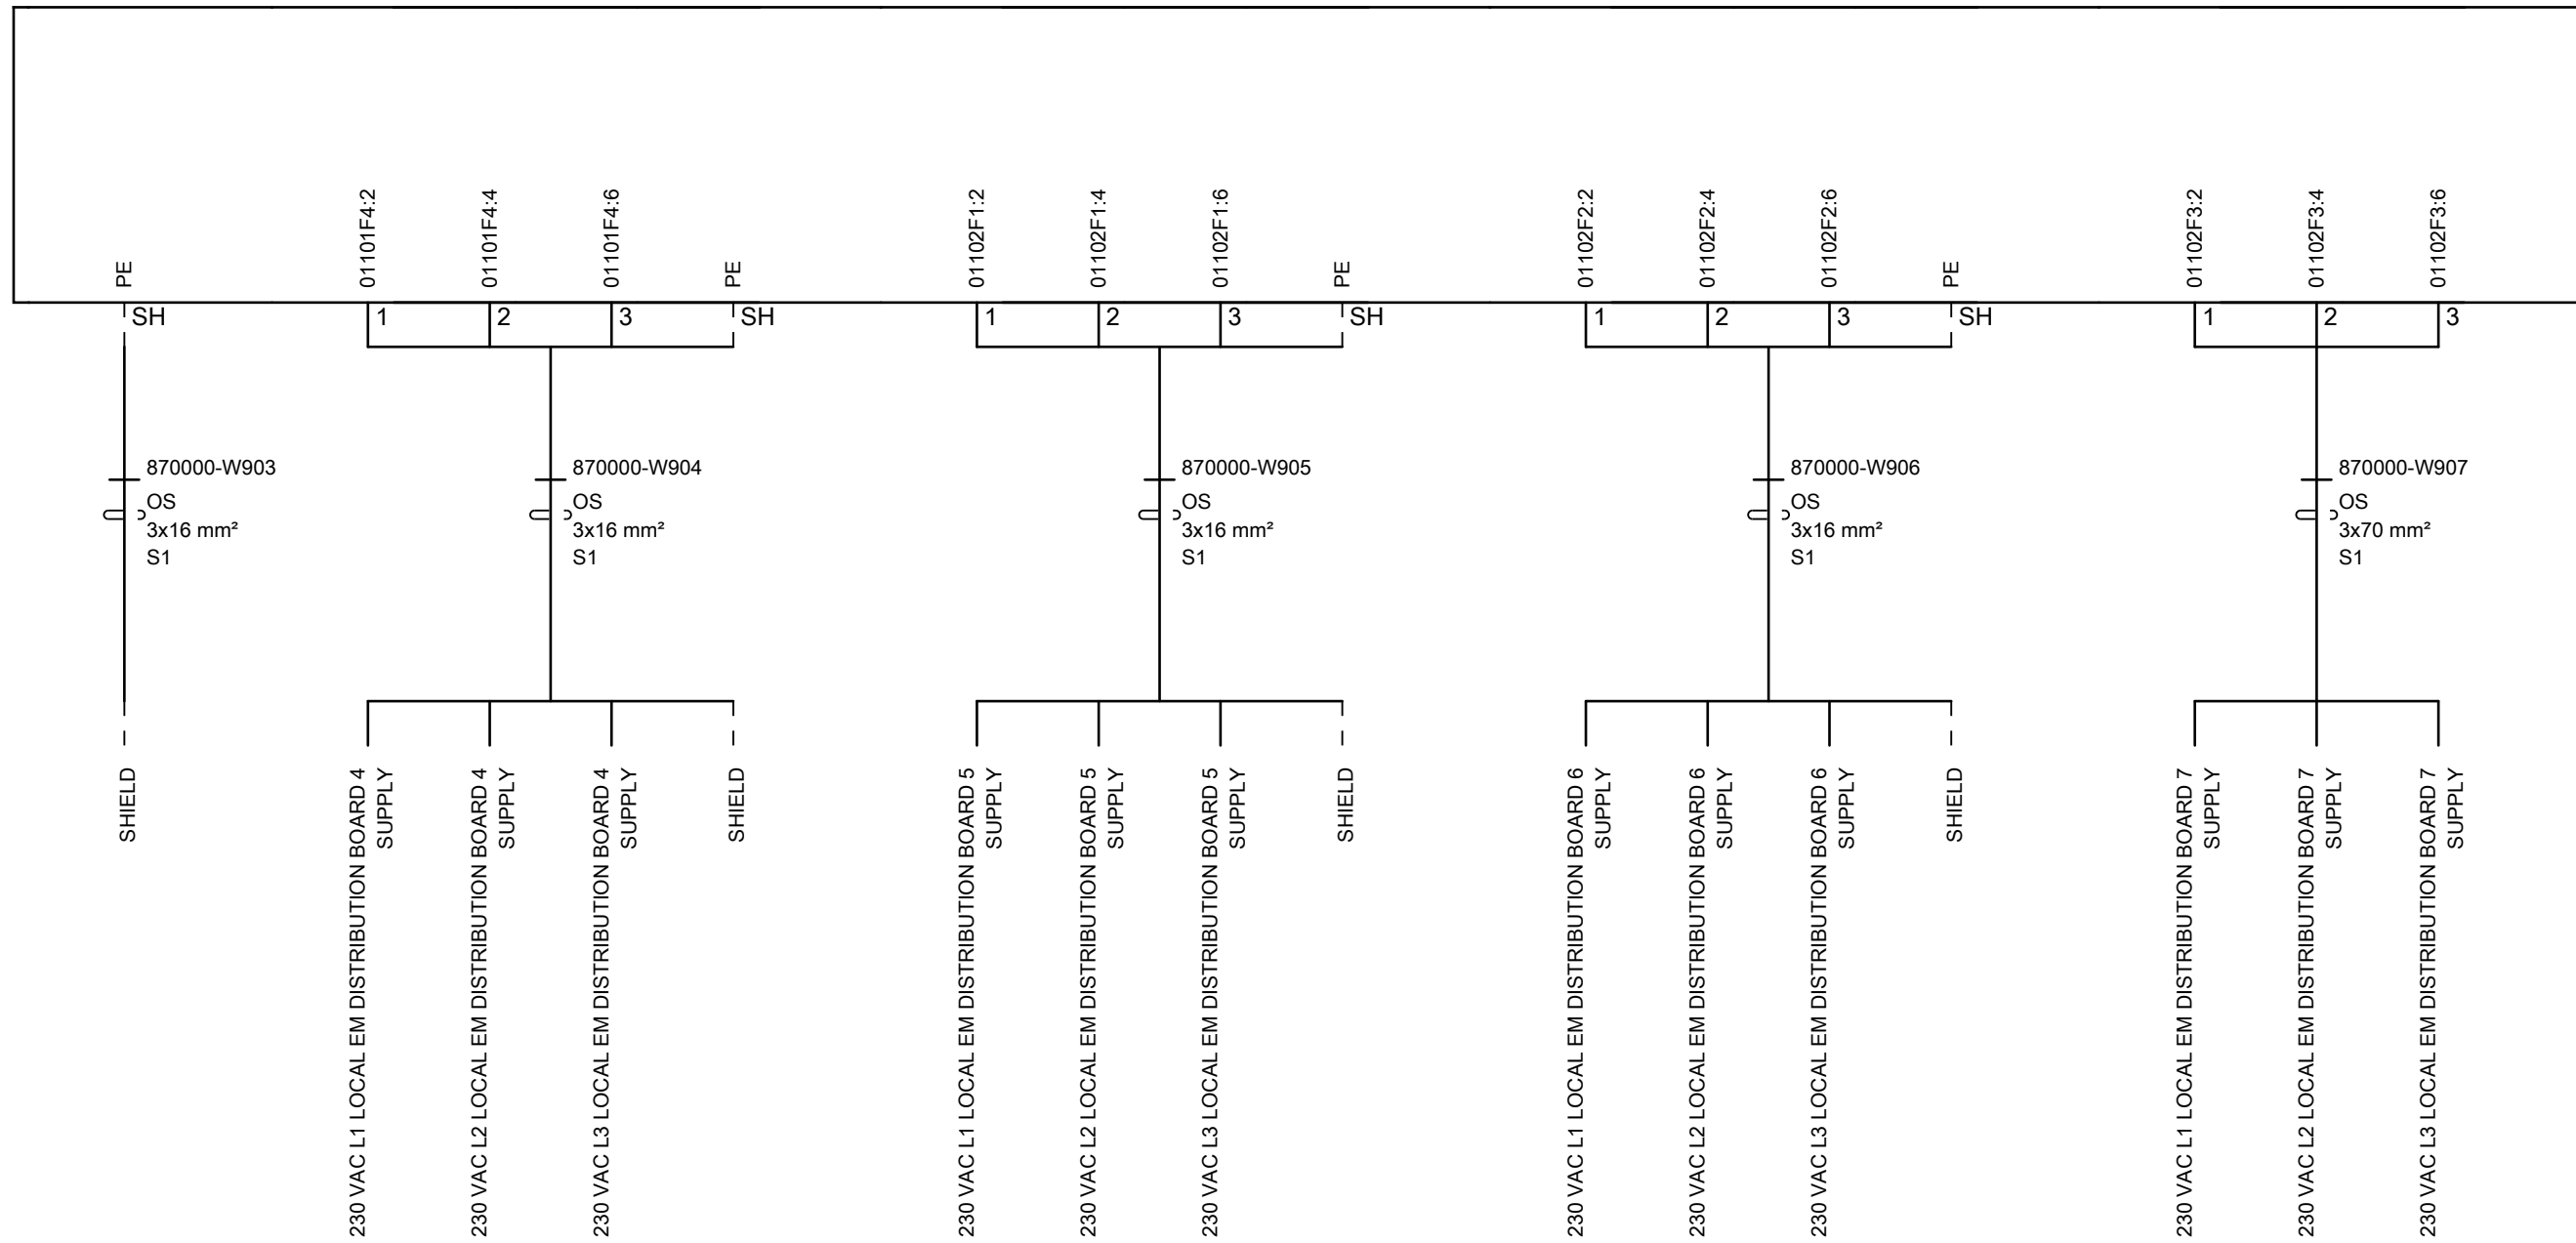 PE
01101F4:2
01101F4:4
01101F4:6
PE
01102F1:2
01102F1:4
01102F1:6
PE
01102F2:2
01102F2:4
01102F2:6
PE
01102F3:2
01102F3:4
01102F3:6
SH
1
2
3
SH
1
2
3
SH
1
2
3
SH
1
2
3
870000-W903
OS
3x16 mm²
S1
870000-W904
OS
3x16 mm²
S1
870000-W905
OS
3x16 mm²
S1
870000-W906
OS
3x16 mm²
S1
870000-W907
OS
3x70 mm²
S1
SHIELD
230 VAC L1 LOCAL EM DISTRIBUTION BOARD 4
SUPPLY
230 VAC L2 LOCAL EM DISTRIBUTION BOARD 4
SUPPLY
230 VAC L3 LOCAL EM DISTRIBUTION BOARD 4
SUPPLY
SHIELD
230 VAC L1 LOCAL EM DISTRIBUTION BOARD 5
SUPPLY
230 VAC L2 LOCAL EM DISTRIBUTION BOARD 5
SUPPLY
230 VAC L3 LOCAL EM DISTRIBUTION BOARD 5
SUPPLY
SHIELD
230 VAC L1 LOCAL EM DISTRIBUTION BOARD 6
SUPPLY
230 VAC L2 LOCAL EM DISTRIBUTION BOARD 6
SUPPLY
230 VAC L3 LOCAL EM DISTRIBUTION BOARD 6
SUPPLY
SHIELD
230 VAC L1 LOCAL EM DISTRIBUTION BOARD 7
SUPPLY
230 VAC L2 LOCAL EM DISTRIBUTION BOARD 7
SUPPLY
230 VAC L3 LOCAL EM DISTRIBUTION BOARD 7
SUPPLY